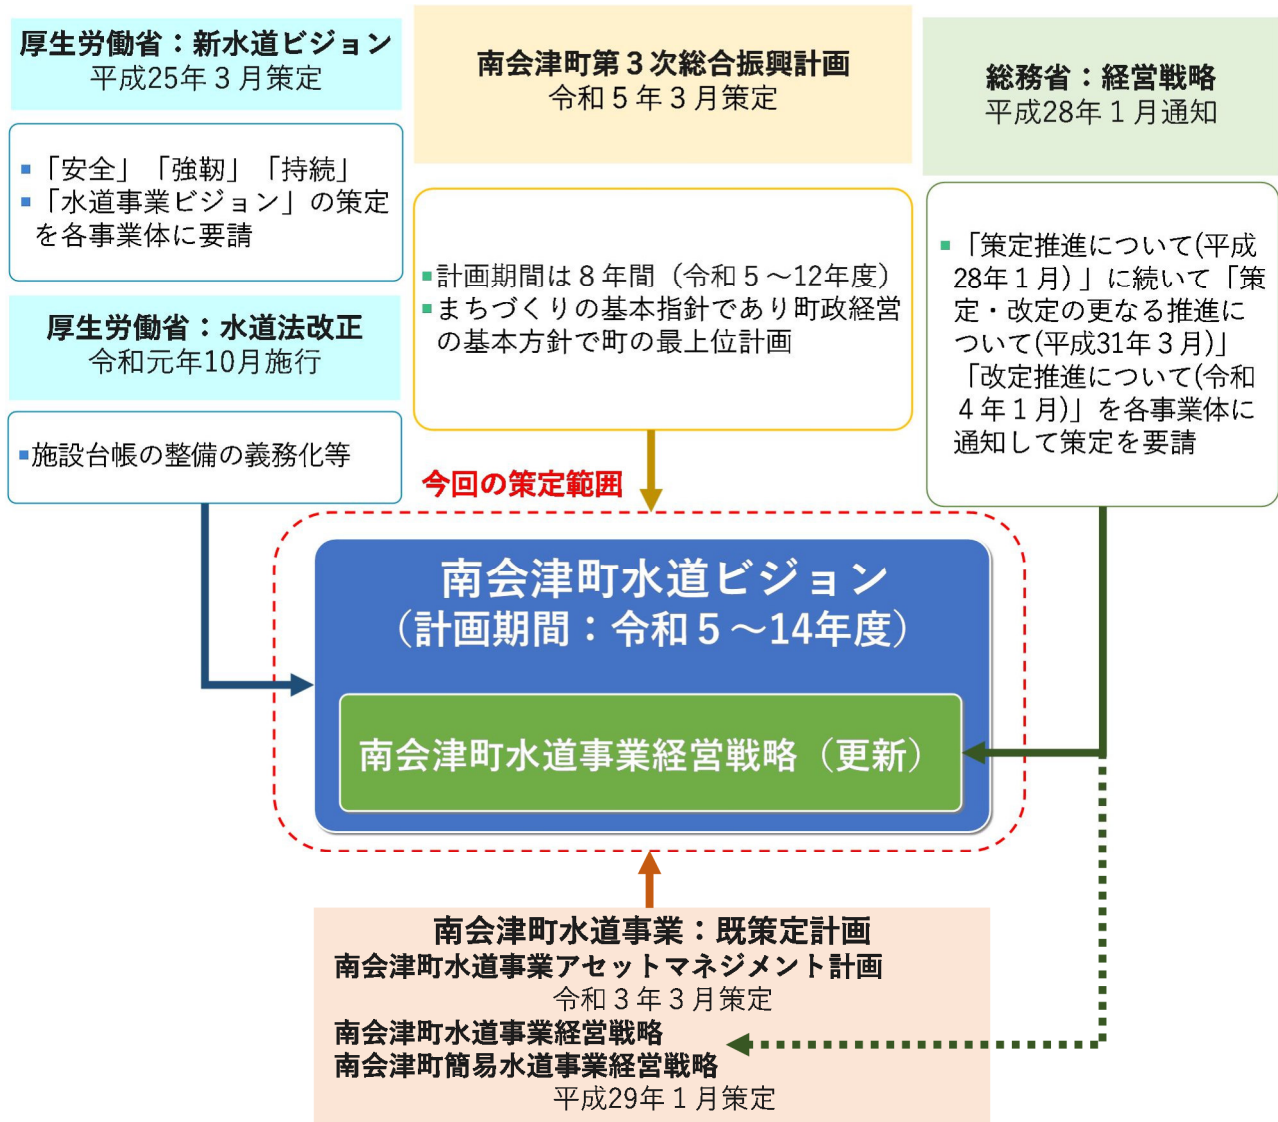 厚生労働省：新水道ビジョン
平成25年３月策定
▪「安全」「強靭」「持続」
▪「水道事業ビジョン」の策定
を各事業体に要請
厚生労働省：水道法改正
令和元年10月施行
▪施設台帳の整備の義務化等
南会津町第３次総合振興計画
令和５年３月策定
▪計画期間は８年間（令和５～12年度）
▪まちづくりの基本指針であり町政経営
の基本方針で町の最上位計画
総務省：経営戦略
平成28年１月通知
▪「策定推進について(平成
28年１月)」に続いて「策
定・改定の更なる推進に
ついて(平成31年３月)」
「改定推進について(令和
４年１月)」を各事業体に
通知して策定を要請
今回の策定範囲
南会津町水道ビジョン
（計画期間：令和５～14年度）
南会津町水道事業経営戦略（更新）
南会津町水道事業：既策定計画
南会津町水道事業アセットマネジメント計画
令和３年３月策定
南会津町水道事業経営戦略
南会津町簡易水道事業経営戦略
平成29年１月策定